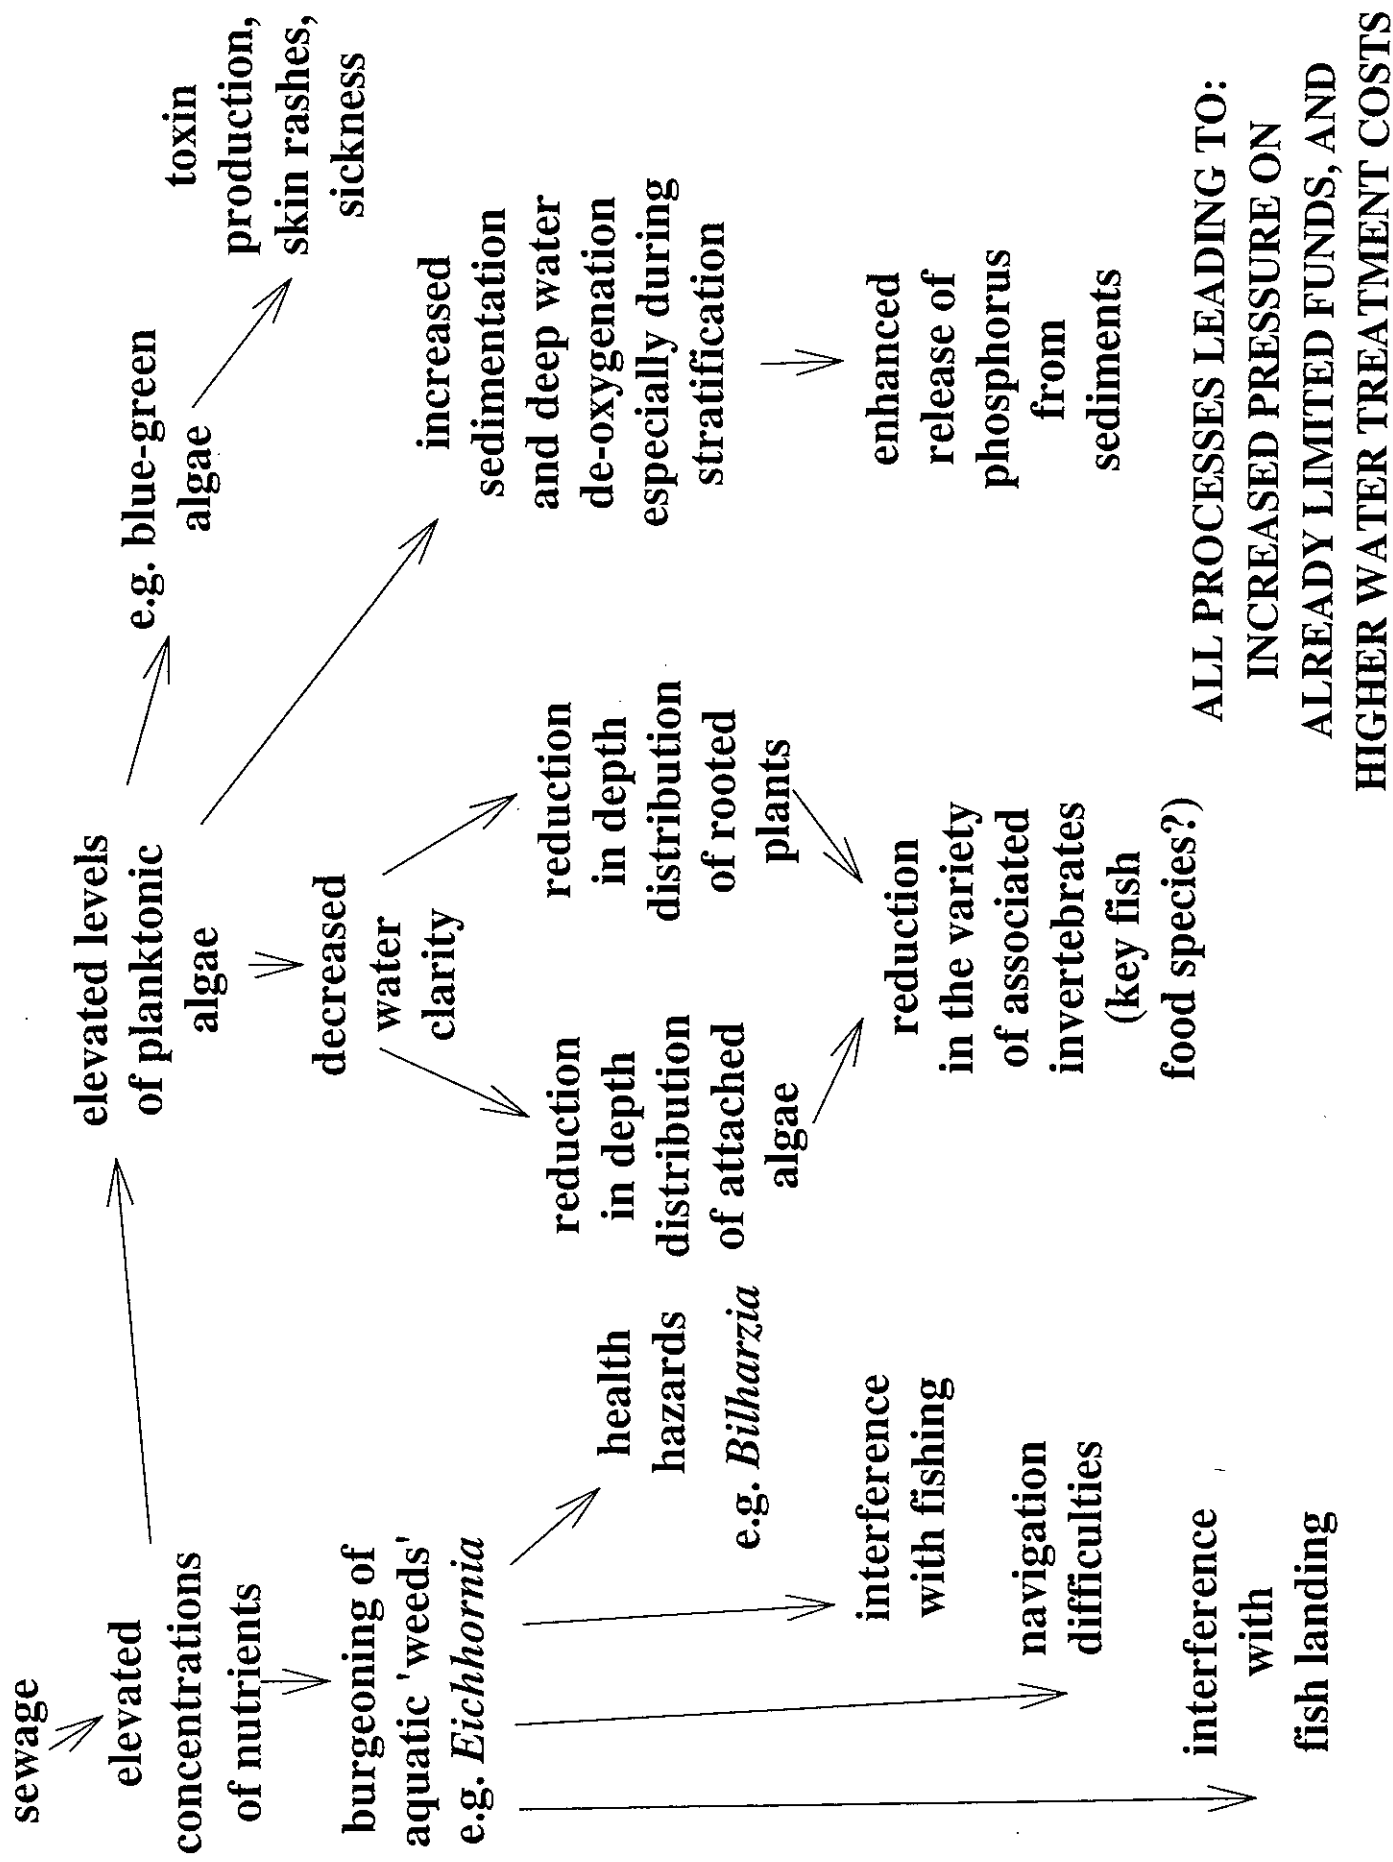 sewage
elevated
concentrations
of nutrients
burgeoning of
aquatic 'weeds'
e.g. Eichhornia
health
hazards
e.g. Bilharzia
interference
with fishing
navigation
difficulties
interference
with
fish landing
elevated levels
of planktonic
algae
decreased
water
clarity
reduction
in depth
distribution
of attached
algae
reduction
in depth
distribution
of rooted
plants
reduction
in the variety
of associated
invertebrates
(key fish
food species?)
e.g. blue-green
algae
toxin
production,
skin rashes,
sickness
increased
sedimentation
and deep water
de-oxygenation
especially during
stratification
enhanced
release of
phosphorus
from
sediments
ALL PROCESSES LEADING TO:
INCREASED PRESSURE ON
ALREADY LIMITED FUNDS, AND
HIGHER WATER TREATMENT COSTS